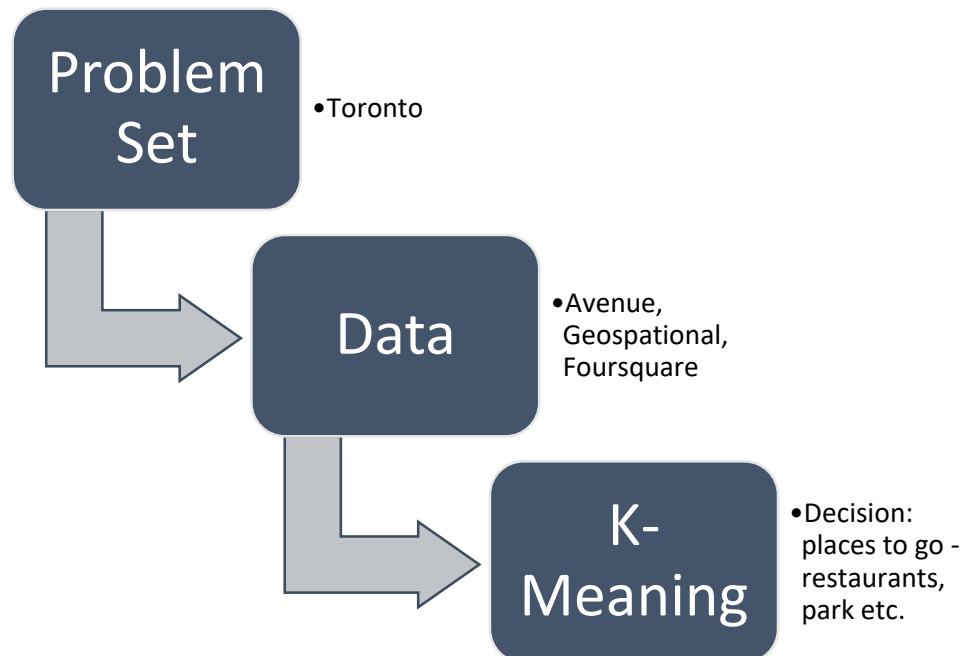 Problem
Set
•Toronto
Data
•Avenue,
Geospational,
Foursquare
K-
Meaning
•Decision:
places to go -
restaurants,
park etc.